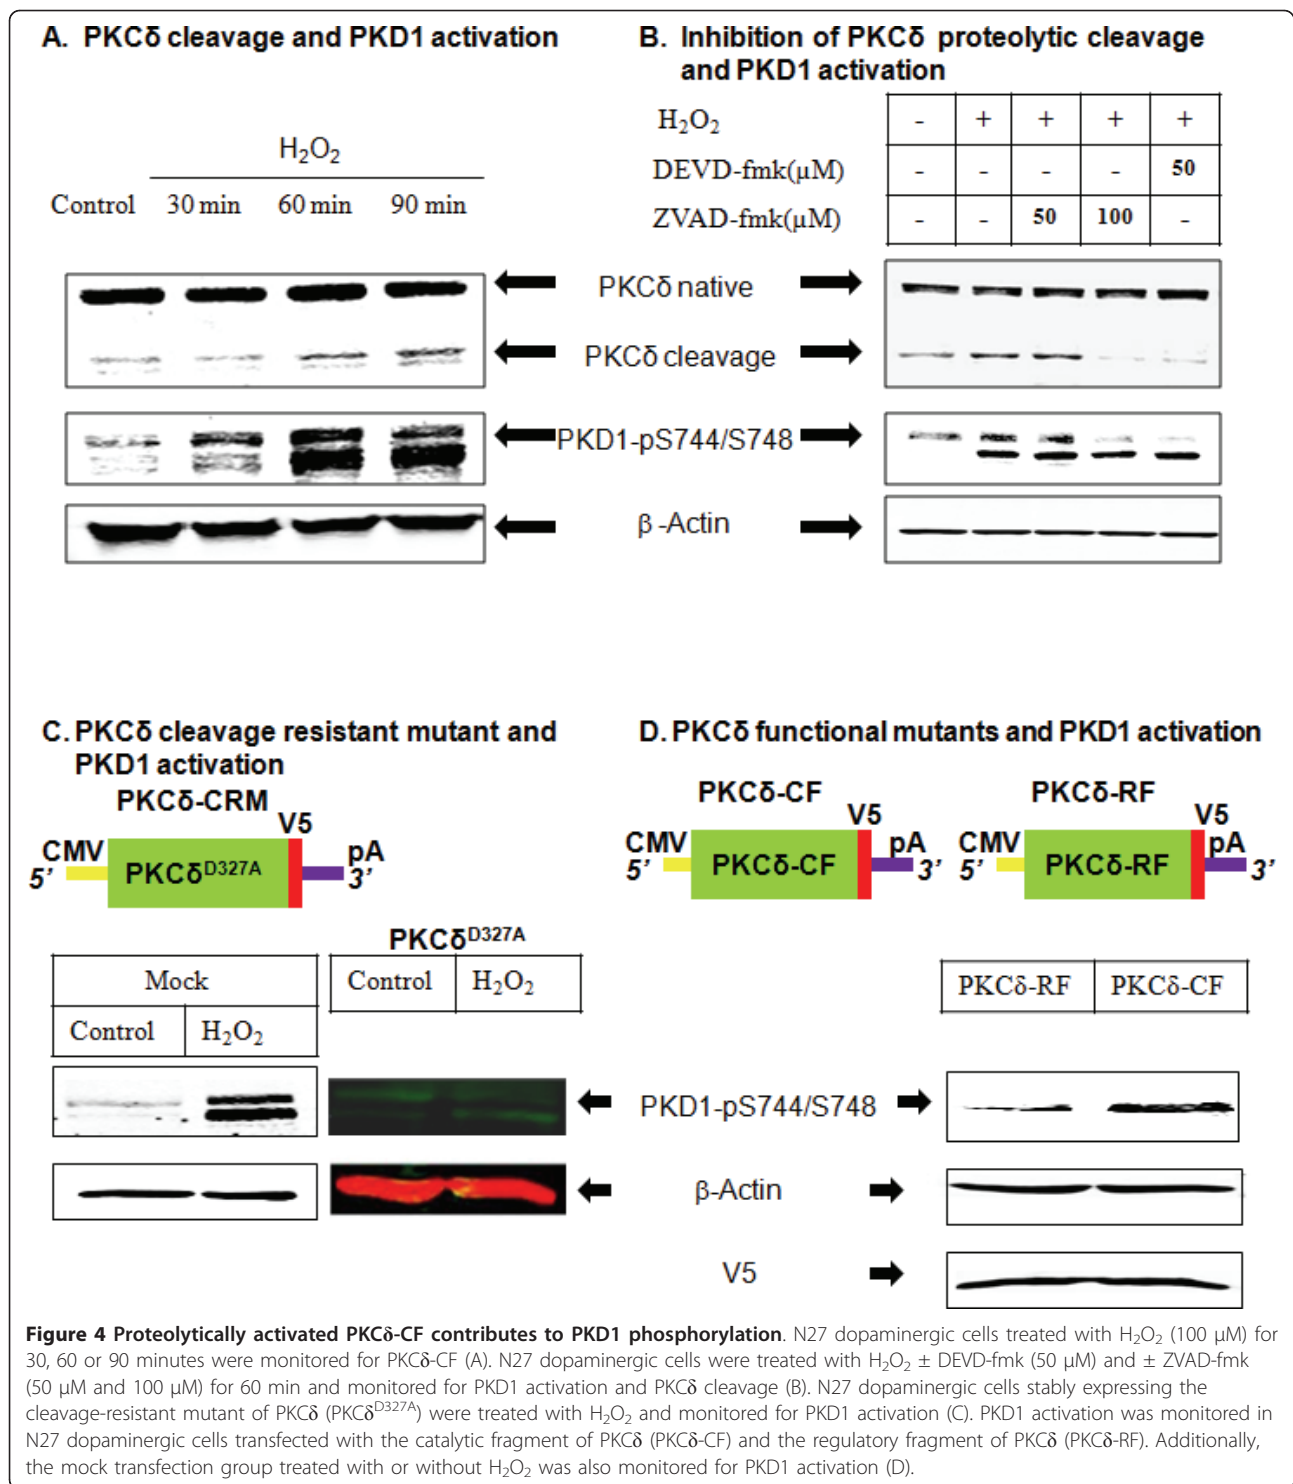 A. PKCδ cleavage and PKD1 activation
H₂O₂
Control 30 min 60 min 90 min
B. Inhibition of PKCδ proteolytic cleavage
and PKD1 activation
H₂O₂ - + + + +
DEVD-fmk(µM) - - - - 50
ZVAD-fmk(µM) - - 50 100 -
PKCδ native
PKCδ cleavage
PKD1-pS744/S748
β-Actin
C. PKCδ cleavage resistant mutant and
PKD1 activation
PKCδ-CRM
V5
CMV pA
5’ PKCδᴰ³²⁷ᴬ 3’
PKCδᴰ³²⁷ᴬ
Mock
Control H₂O₂
Control H₂O₂
D. PKCδ functional mutants and PKD1 activation
PKCδ-CF PKCδ-RF
V5 V5
CMV pA CMV pA
5’ PKCδ-CF 3’ 5’ PKCδ-RF 3’
PKCδ-RF PKCδ-CF
PKD1-pS744/S748
β-Actin
V5
Figure 4 Proteolytically activated PKCδ-CF contributes to PKD1 phosphorylation. N27 dopaminergic cells treated with H₂O₂ (100 µM) for
30, 60 or 90 minutes were monitored for PKCδ-CF (A). N27 dopaminergic cells were treated with H₂O₂ ± DEVD-fmk (50 µM) and ± ZVAD-fmk
(50 µM and 100 µM) for 60 min and monitored for PKD1 activation and PKCδ cleavage (B). N27 dopaminergic cells stably expressing the
cleavage-resistant mutant of PKCδ (PKCδᴰ³²⁷ᴬ) were treated with H₂O₂ and monitored for PKD1 activation (C). PKD1 activation was monitored in
N27 dopaminergic cells transfected with the catalytic fragment of PKCδ (PKCδ-CF) and the regulatory fragment of PKCδ (PKCδ-RF). Additionally,
the mock transfection group treated with or without H₂O₂ was also monitored for PKD1 activation (D).